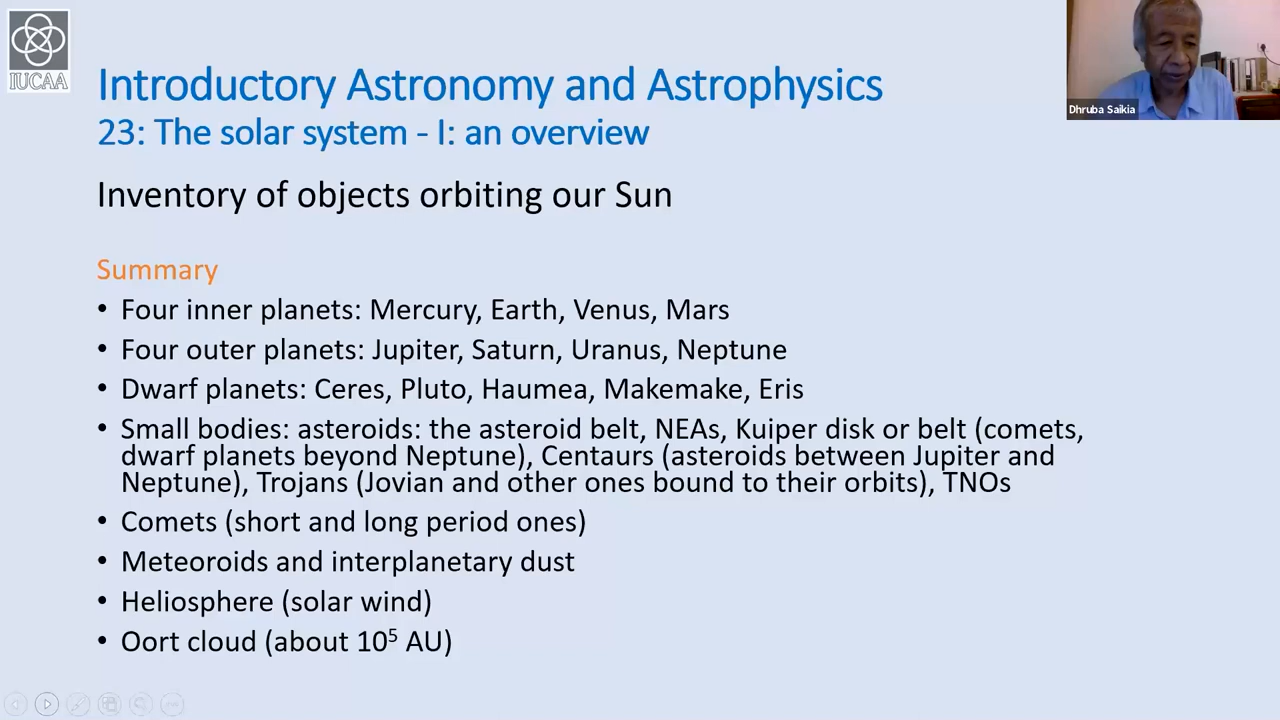 IUCAA
Introductory Astronomy and Astrophysics
23: The solar system - I: an overview
Dhruba Saikia
Inventory of objects orbiting our Sun
Summary
• Four inner planets: Mercury, Earth, Venus, Mars
• Four outer planets: Jupiter, Saturn, Uranus, Neptune
• Dwarf planets: Ceres, Pluto, Haumea, Makemake, Eris
• Small bodies: asteroids: the asteroid belt, NEAs, Kuiper disk or belt (comets,
dwarf planets beyond Neptune), Centaurs (asteroids between Jupiter and
Neptune), Trojans (Jovian and other ones bound to their orbits), TNOs
• Comets (short and long period ones)
• Meteoroids and interplanetary dust
• Heliosphere (solar wind)
• Oort cloud (about 10⁵ AU)